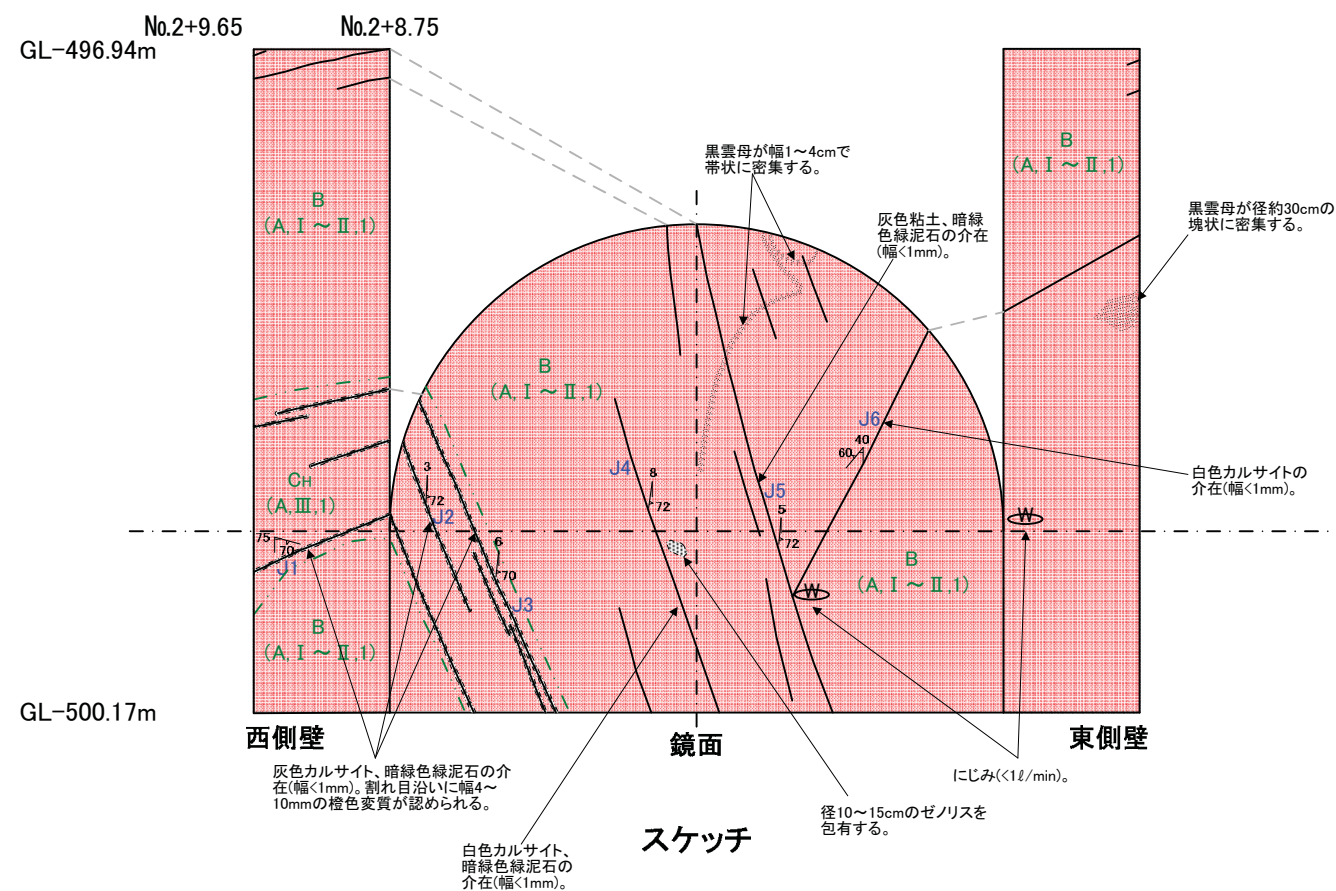 No.2+9.65
No.2+8.75
GL-496.94m
黒雲母が幅1～4cmで
帯状に密集する。
B
(A, Ⅰ～Ⅱ,1)
B
(A, Ⅰ～Ⅱ,1)
灰色粘土、暗緑
色緑泥石の介在
(幅<1mm)。
黒雲母が径約30cmの
塊状に密集する。
B
(A, Ⅰ～Ⅱ,1)
J6
40
60
白色カルサイトの
介在(幅<1mm)。
3
72
J2
J4
8
72
J5
5
72
CH
(A,Ⅲ,1)
W
75
70
J1
6
70
J3
W
B
(A, Ⅰ～Ⅱ,1)
B
(A, Ⅰ～Ⅱ,1)
GL-500.17m
西側壁
鏡面
東側壁
灰色カルサイト、暗緑色緑泥石の介
在(幅<1mm)。割れ目沿いに幅4～
10mmの橙色変質が認められる。
にじみ(<1ℓ/min)。
径10～15cmのゼノリスを
包有する。
スケッチ
白色カルサイト、
暗緑色緑泥石の
介在(幅<1mm)。